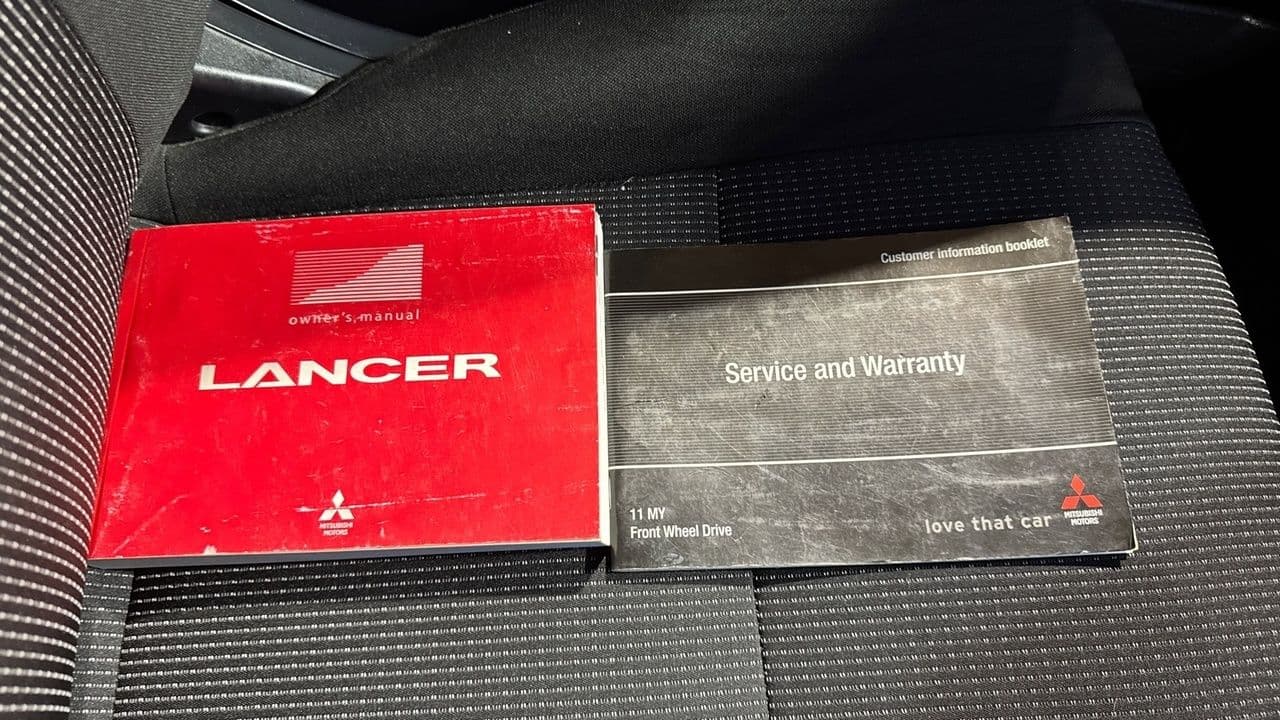 owner's manual
LANCER
MITSUBISHI
MOTORS
Customer information booklet
Service and Warranty
11 MY
Front Wheel Drive
love that car
MITSUBISHI
MOTORS